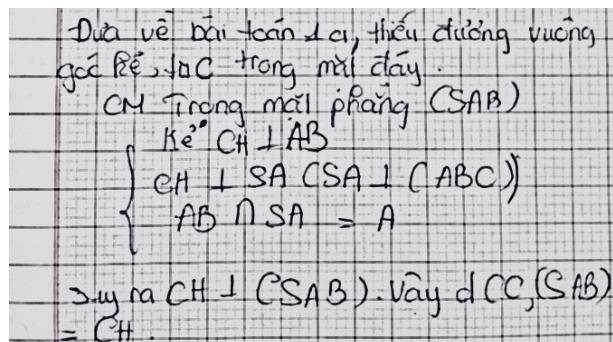 Đưa về bài toán 1 a, thiếu đường vuông
góc kẻ, từ C trong mặt đáy.
CM Trong mặt phẳng (SAB)
Kẻ CH ⊥ AB
CH ⊥ SA (SA ⊥ (ABC))
AB ∩ SA = A
Suy ra CH ⊥ (SAB). Vậy d(C,(SAB)
= CH.